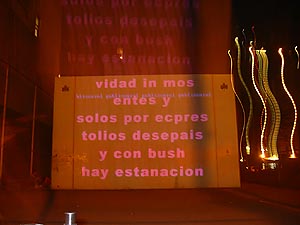 solos por ecpres
tolios desepais
y con bush
hay estanacion
vidad in mos
entes y
solos por ecpres
tolios desepais
y con bush
hay estanacion